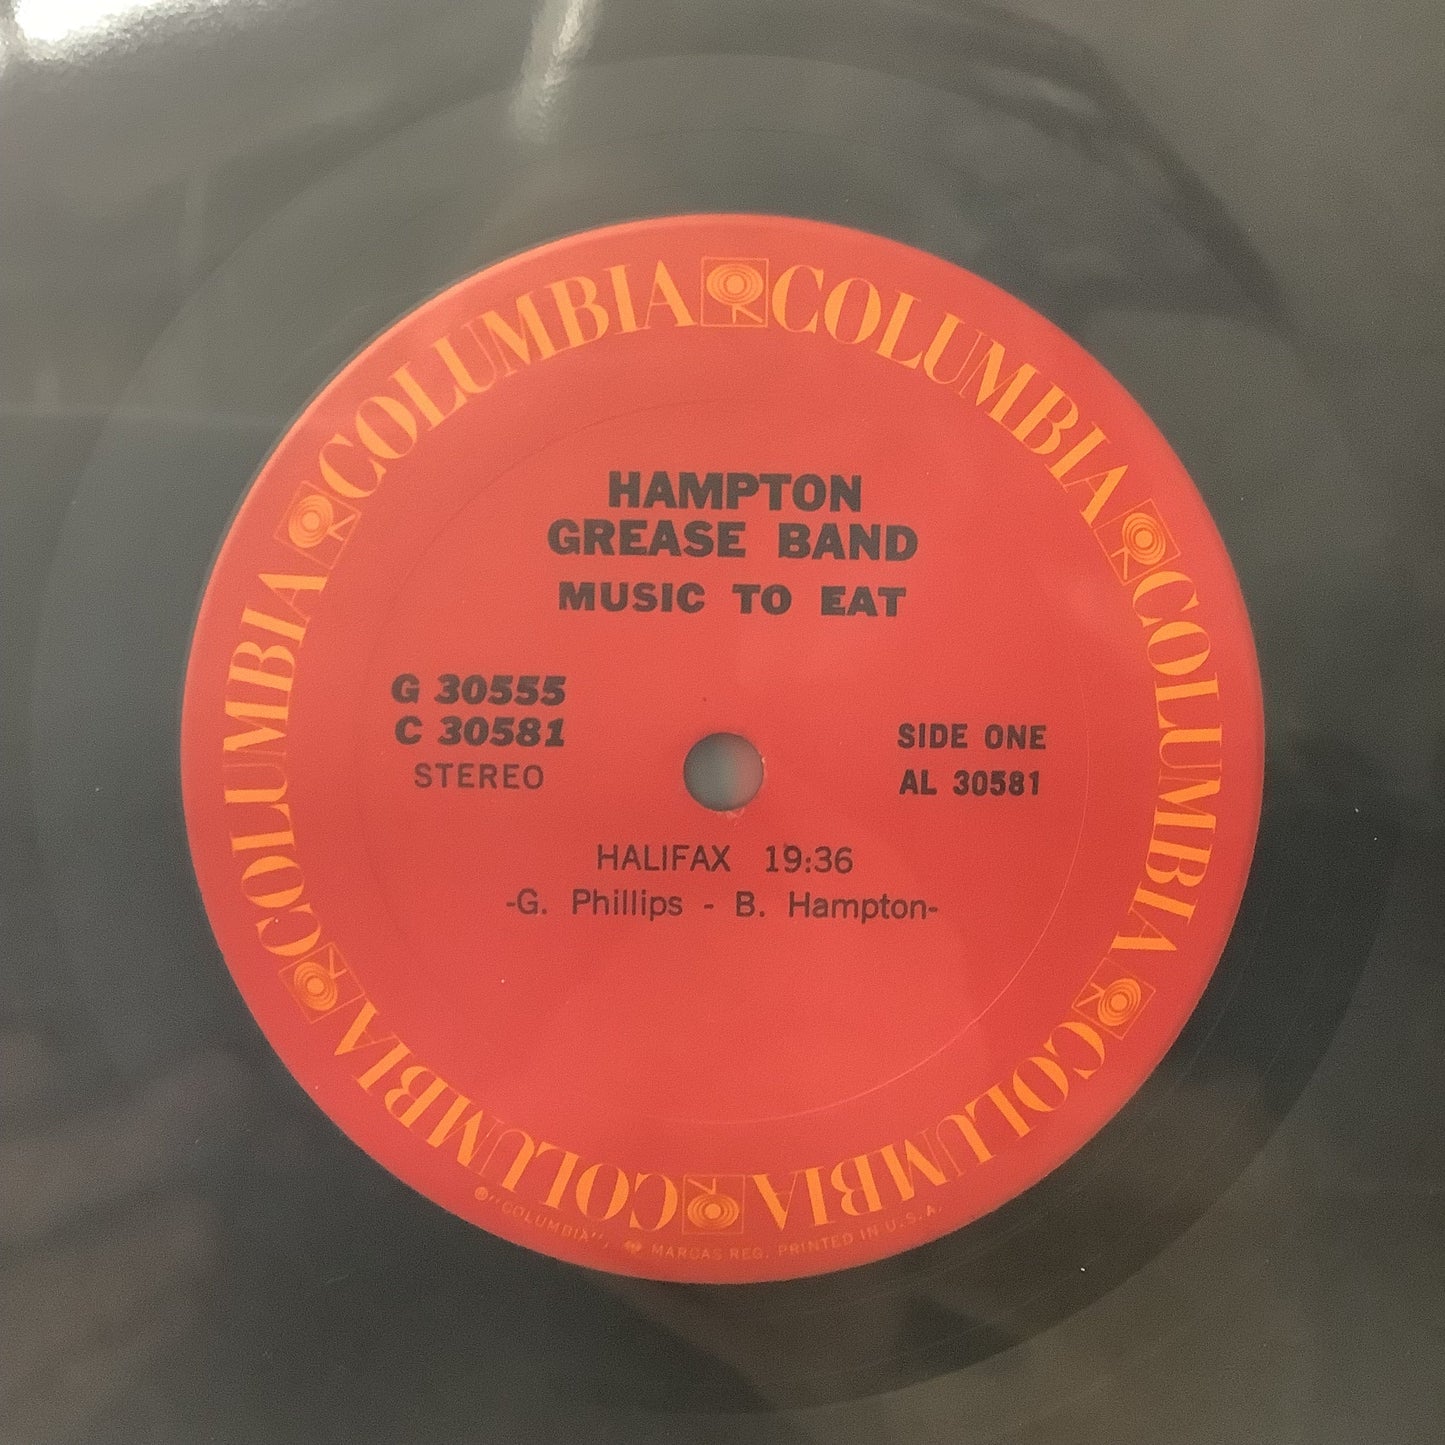 COLUMBIA COLUMBIA COLUMBIA COLUMBIA COLUMBIA COLUMBIA
HAMPTON
GREASE BAND
MUSIC TO EAT
G 30555
C 30581
STEREO
SIDE ONE
AL 30581
HALIFAX 19:36
-G. Phillips - B. Hampton-
℗ "COLUMBIA", MARCAS REG. PRINTED IN U.S.A.